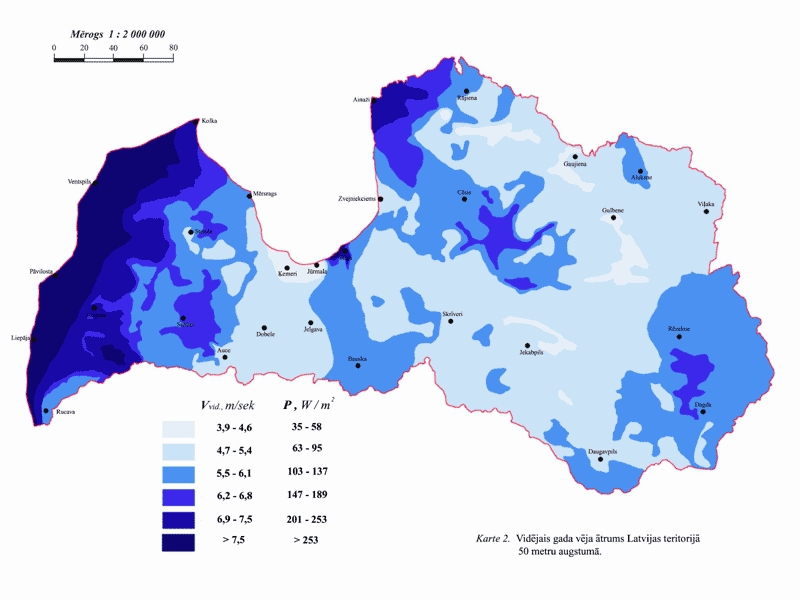 Mērogs 1 : 2 000 000
0 20 40 60 80
Ainaži
Rūjiena
Kolka
Gaujiena
Alūksne
Ventspils
Mērsrags
Zvejniekciems
Cēsis
Viļaka
Gulbene
Stende
Pāvilosta
Ķemeri
Jūrmala
Liepāja
Saldus
Dobele
Jelgava
Skrīveri
Jēkabpils
Rēzekne
Auce
Bauska
Rucava
Dagda
Daugavpils
Vvid., m/sek P , W / m²
3,9 - 4,6 35 - 58
4,7 - 5,4 63 - 95
5,5 - 6,1 103 - 137
6,2 - 6,8 147 - 189
6,9 - 7,5 201 - 253
> 7,5 > 253
Karte 2. Vidējais gada vēja ātrums Latvijas teritorijā
50 metru augstumā.